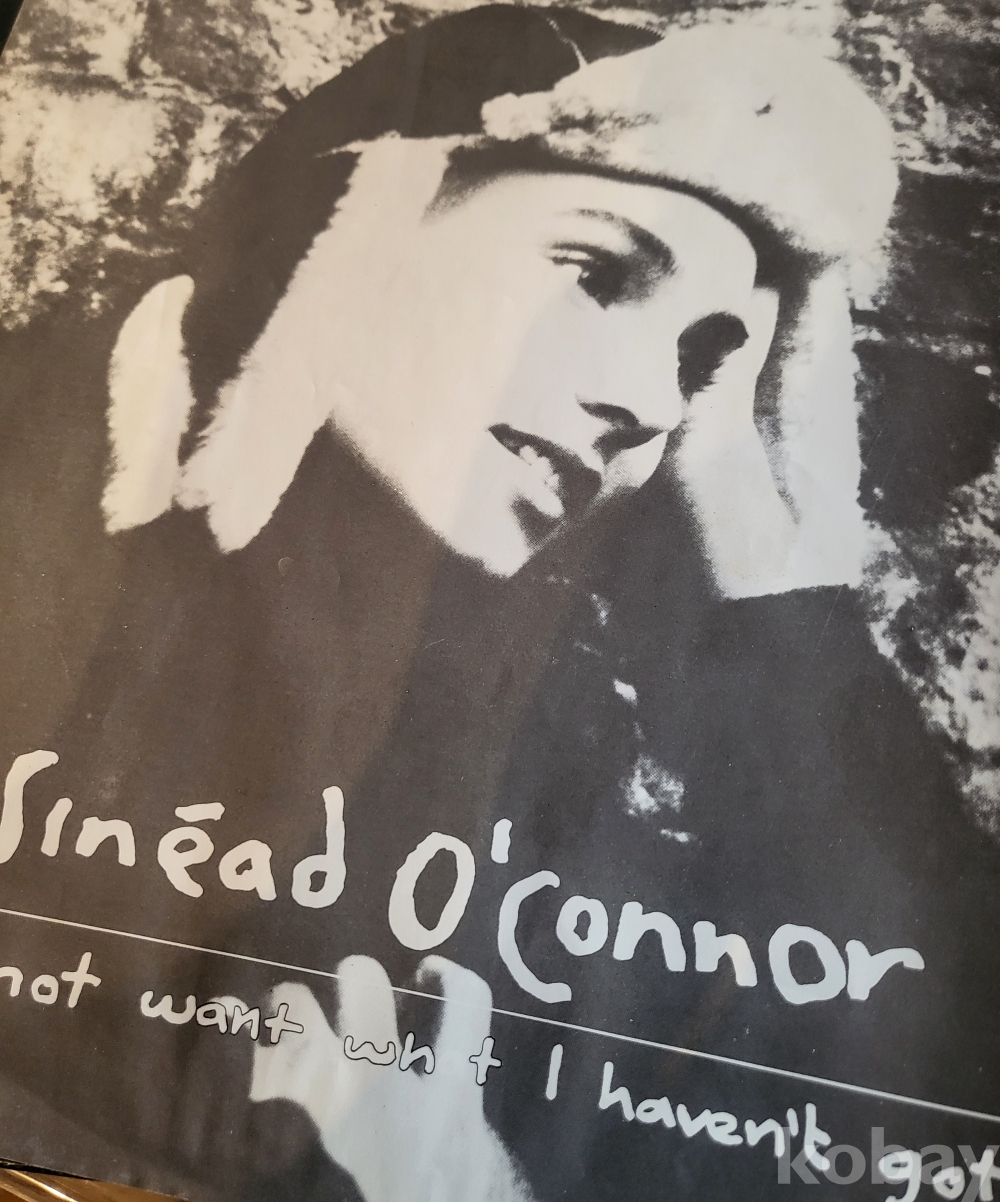 Sinéad O'Connor
not want wh t I haven't got
kobay